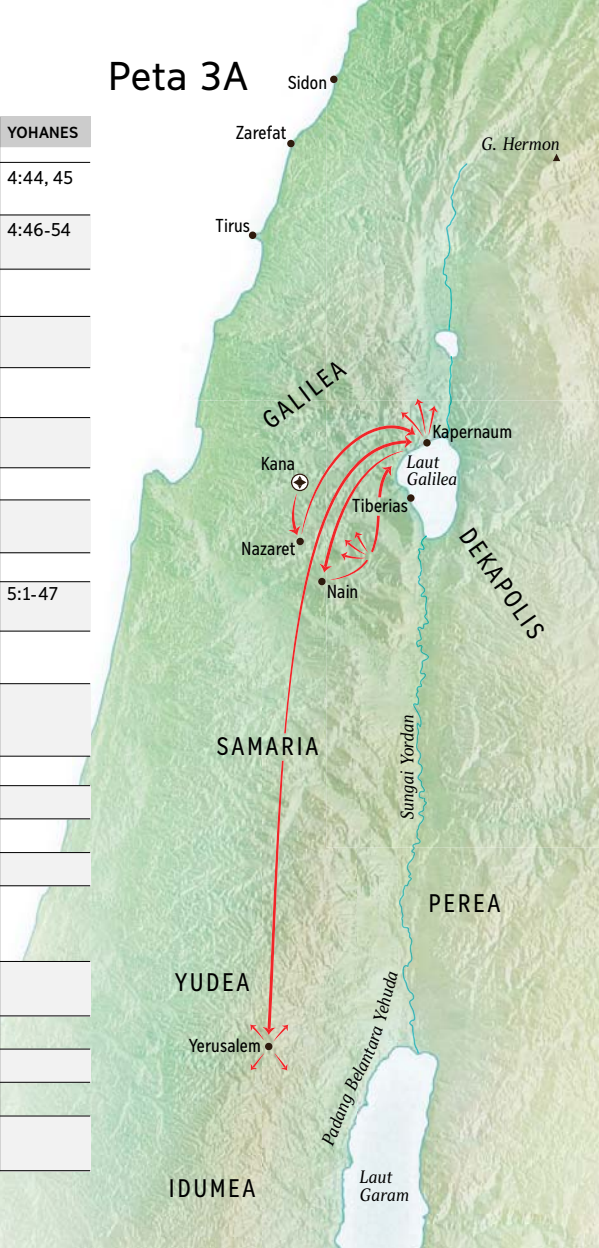 Peta 3A
YOHANES
4:44, 45
4:46-54
5:1-47
Sidon
Zarefat
G. Hermon
Tirus
GALILEA
Kapernaum
Kana
Laut
Galilea
Tiberias
Nazaret
DEKAPOLIS
Nain
SAMARIA
Sungai Yordan
PEREA
YUDEA
Padang Belantara Yehuda
Yerusalem
IDUMEA
Laut
Garam